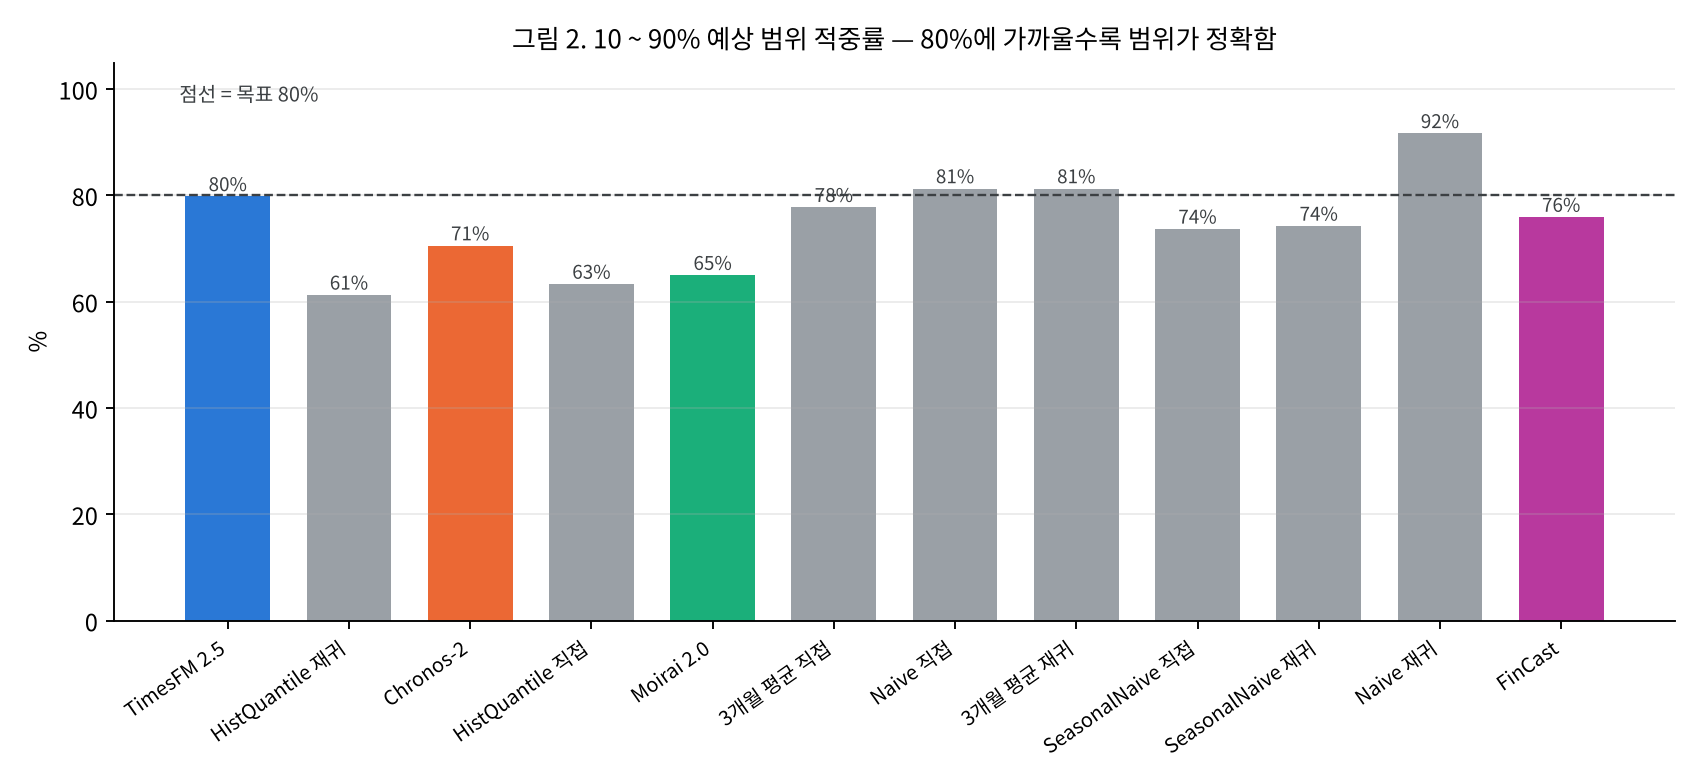 그림 2. 10 ~ 90% 예상 범위 적중률 — 80%에 가까울수록 범위가 정확함
점선 = 목표 80%
%
100
80
60
40
20
0
80%
61%
71%
63%
65%
78%
81%
81%
74%
74%
92%
76%
TimesFM 2.5
HistQuantile 재귀
Chronos-2
HistQuantile 직접
Moirai 2.0
3개월 평균 직접
Naive 직접
3개월 평균 재귀
SeasonalNaive 직접
SeasonalNaive 재귀
Naive 재귀
FinCast